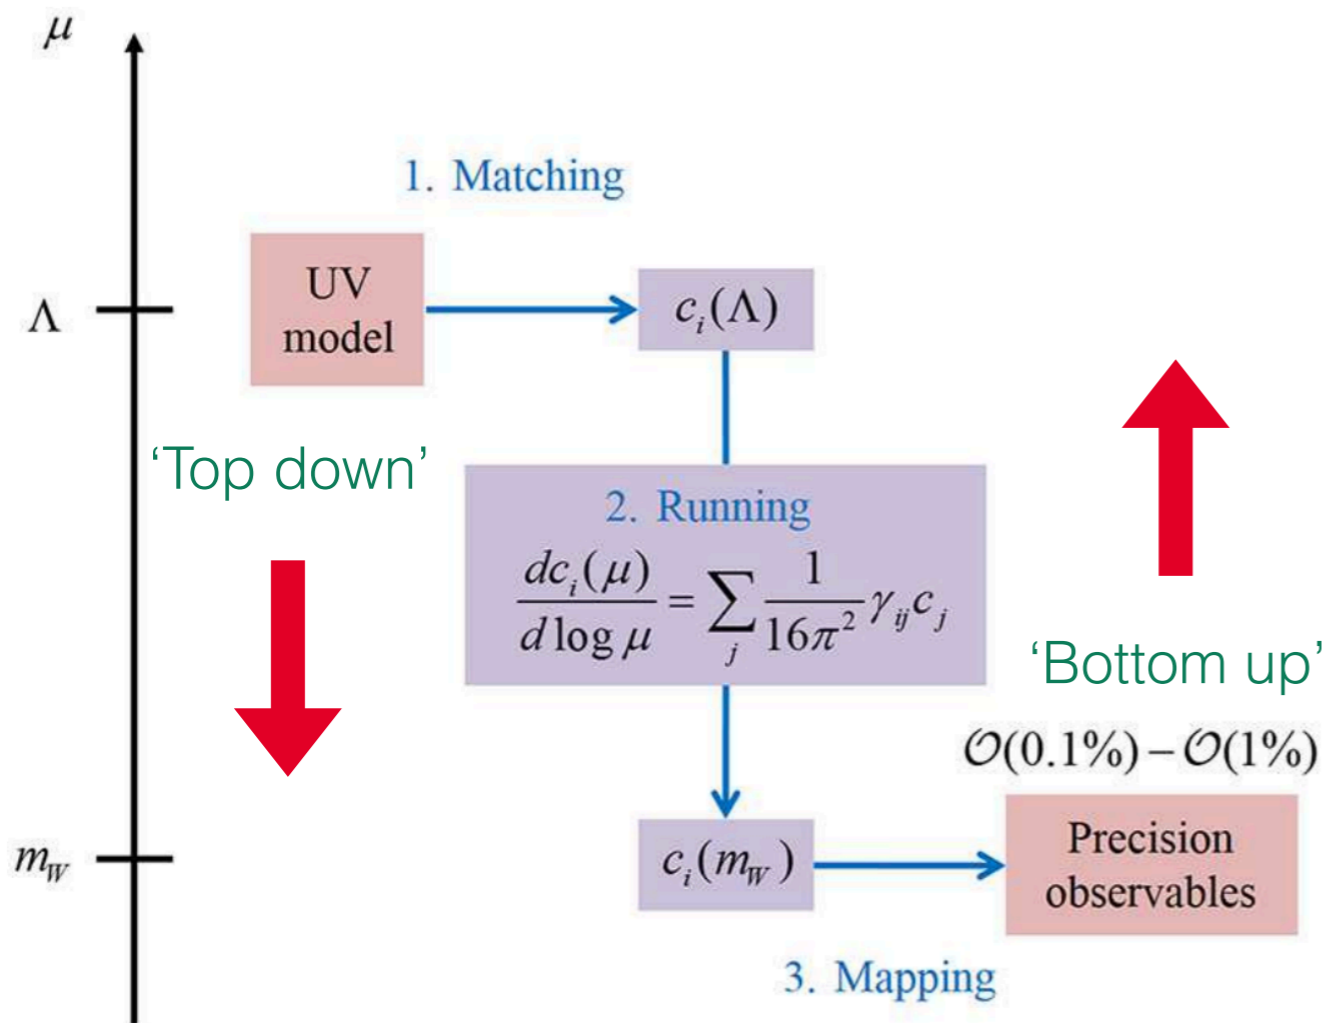 μ
1. Matching
UV
model
Λ
c_i(Λ)
‘Top down’
2. Running
dc_i(μ)/d log μ = ∑_j 1/16π² γ_ij c_j
‘Bottom up’
𝒪(0.1%) – 𝒪(1%)
m_W
c_i(m_W)
Precision
observables
3. Mapping